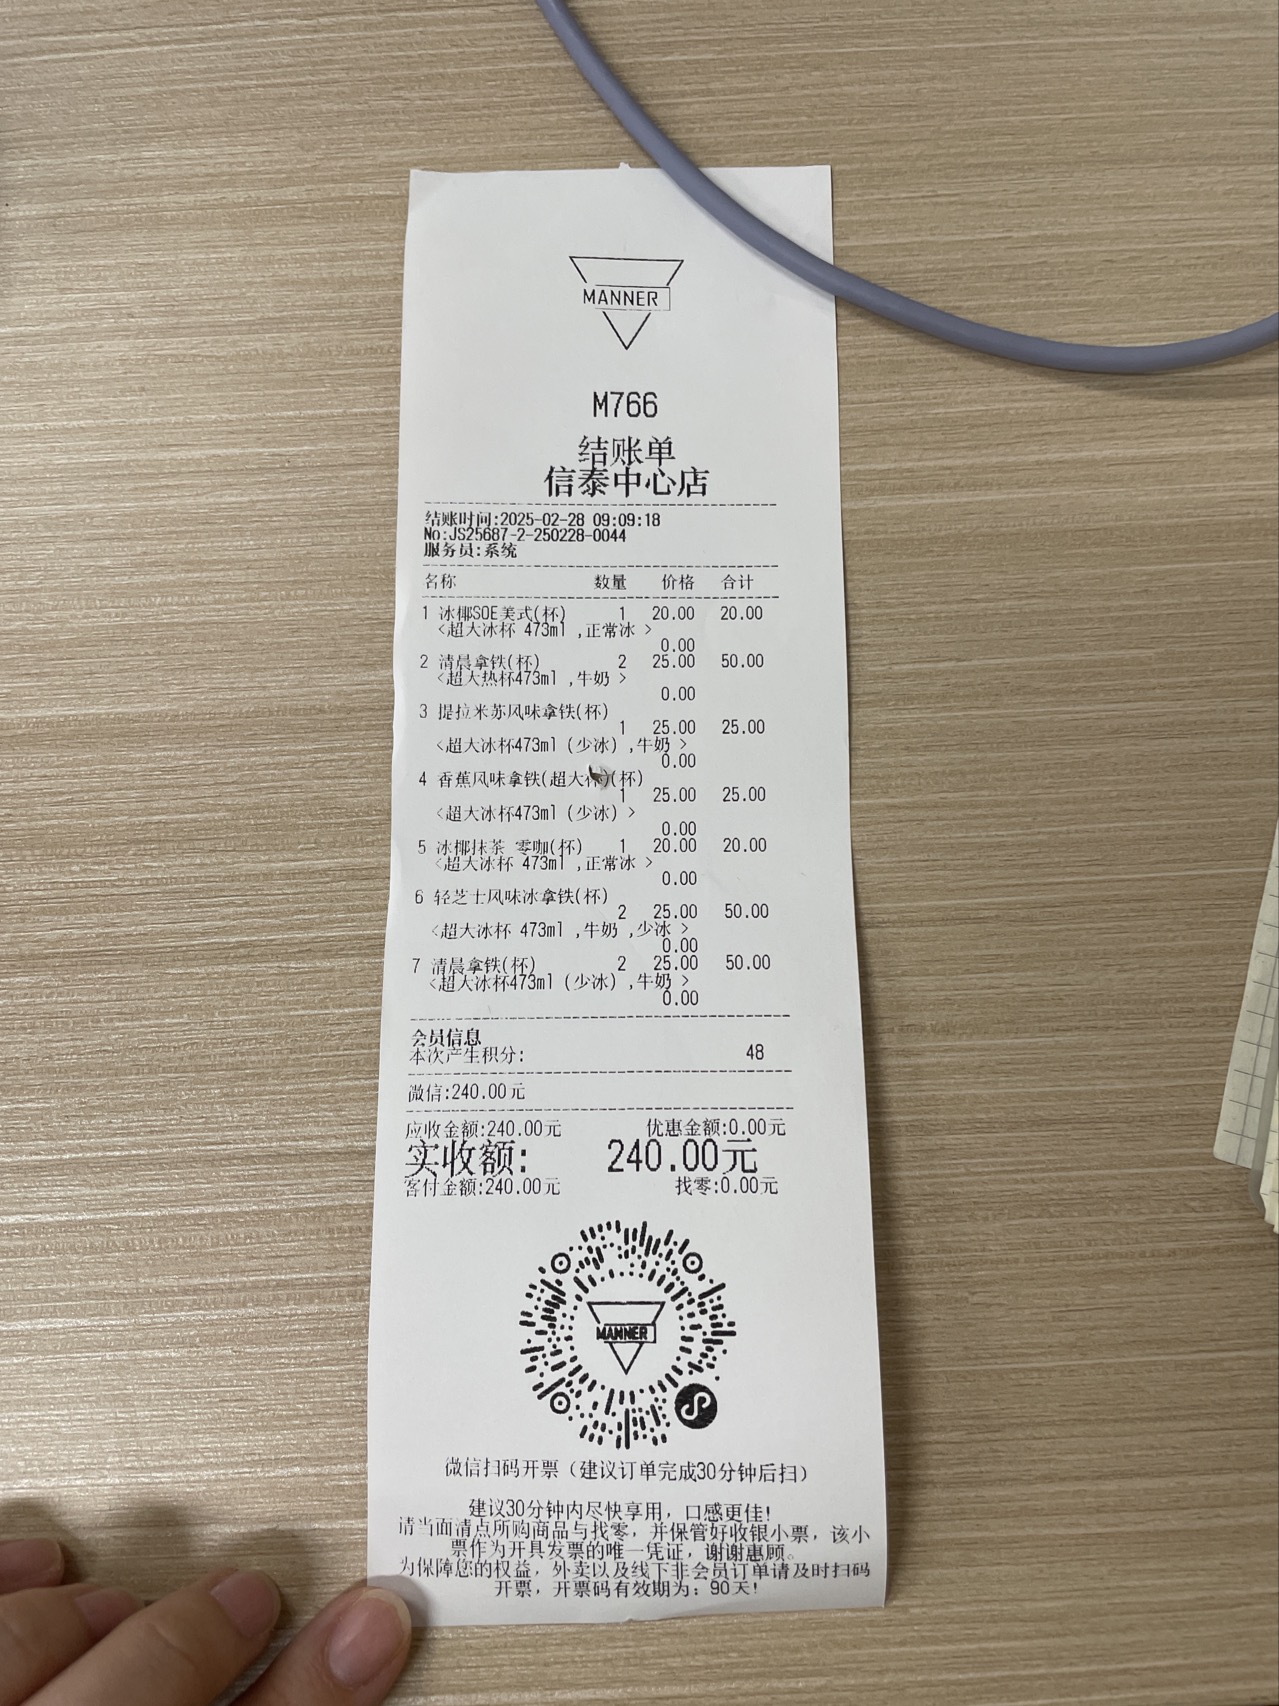 MANNER
M766
结账单
信泰中心店
结账时间:2025-02-28 09:09:18
No:JS25687-2-250228-0044
服务员:系统
名称 数量 价格 合计
1 冰椰SOE美式(杯) 1 20.00 20.00
<超大冰杯 473ml ,正常冰 >
0.00
2 清晨拿铁(杯) 2 25.00 50.00
<超大热杯473ml ,牛奶 >
0.00
3 提拉米苏风味拿铁(杯)
1 25.00 25.00
<超大冰杯473ml (少冰) ,牛奶 >
0.00
4 香蕉风味拿铁(超大杯)(杯)
1 25.00 25.00
<超大冰杯473ml (少冰) >
0.00
5 冰椰抹茶 零咖(杯) 1 20.00 20.00
<超大冰杯 473ml ,正常冰 >
0.00
6 轻芝士风味冰拿铁(杯)
2 25.00 50.00
<超大冰杯 473ml ,牛奶 ,少冰 >
0.00
7 清晨拿铁(杯) 2 25.00 50.00
<超大冰杯473ml (少冰) ,牛奶 >
0.00
会员信息
本次产生积分: 48
微信:240.00元
应收金额:240.00元 优惠金额:0.00元
实收额: 240.00元
客付金额:240.00元 找零:0.00元
MANNER
微信扫码开票（建议订单完成30分钟后扫）
建议30分钟内尽快享用，口感更佳!
请当面清点所购商品与找零，并保管好收银小票，该小
票作为开具发票的唯一凭证，谢谢惠顾。
为保障您的权益，外卖以及线下非会员订单请及时扫码
开票，开票码有效期为：90天!